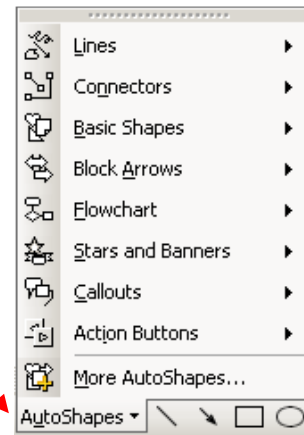 Lines
Connectors
Basic Shapes
Block Arrows
Flowchart
Stars and Banners
Callouts
Action Buttons
More AutoShapes...
AutoShapes